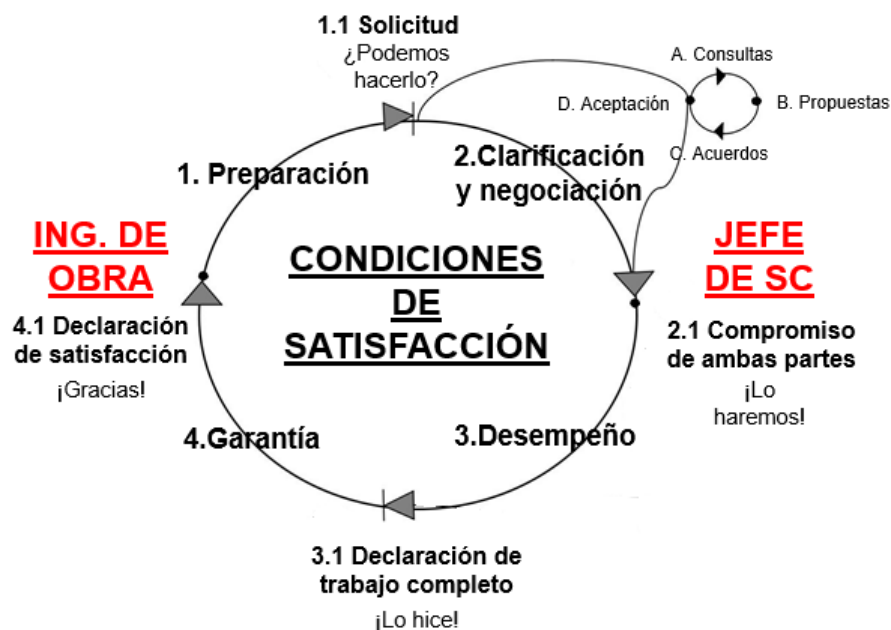 1.1 Solicitud
¿Podemos
hacerlo?
A. Consultas
D. Aceptación
B. Propuestas
C. Acuerdos
1. Preparación
2.Clarificación
y negociación
ING. DE
OBRA
CONDICIONES
DE
SATISFACCIÓN
JEFE
DE SC
4.1 Declaración
de satisfacción
¡Gracias!
2.1 Compromiso
de ambas partes
¡Lo
haremos!
4.Garantía
3.Desempeño
3.1 Declaración de
trabajo completo
¡Lo hice!